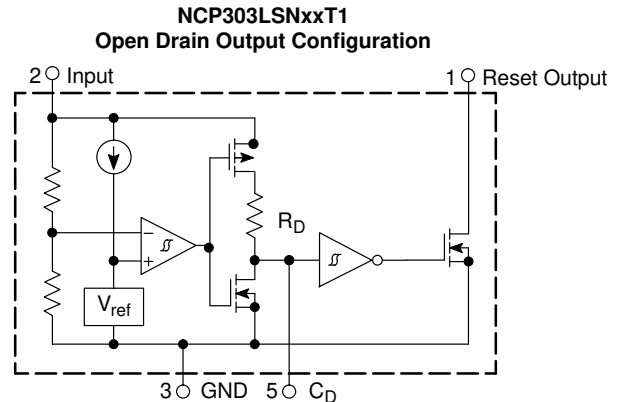 NCP303LSNxxT1
Open Drain Output Configuration
2 Input
1 Reset Output
R_D
−
+
V_ref
3 GND
5 C_D